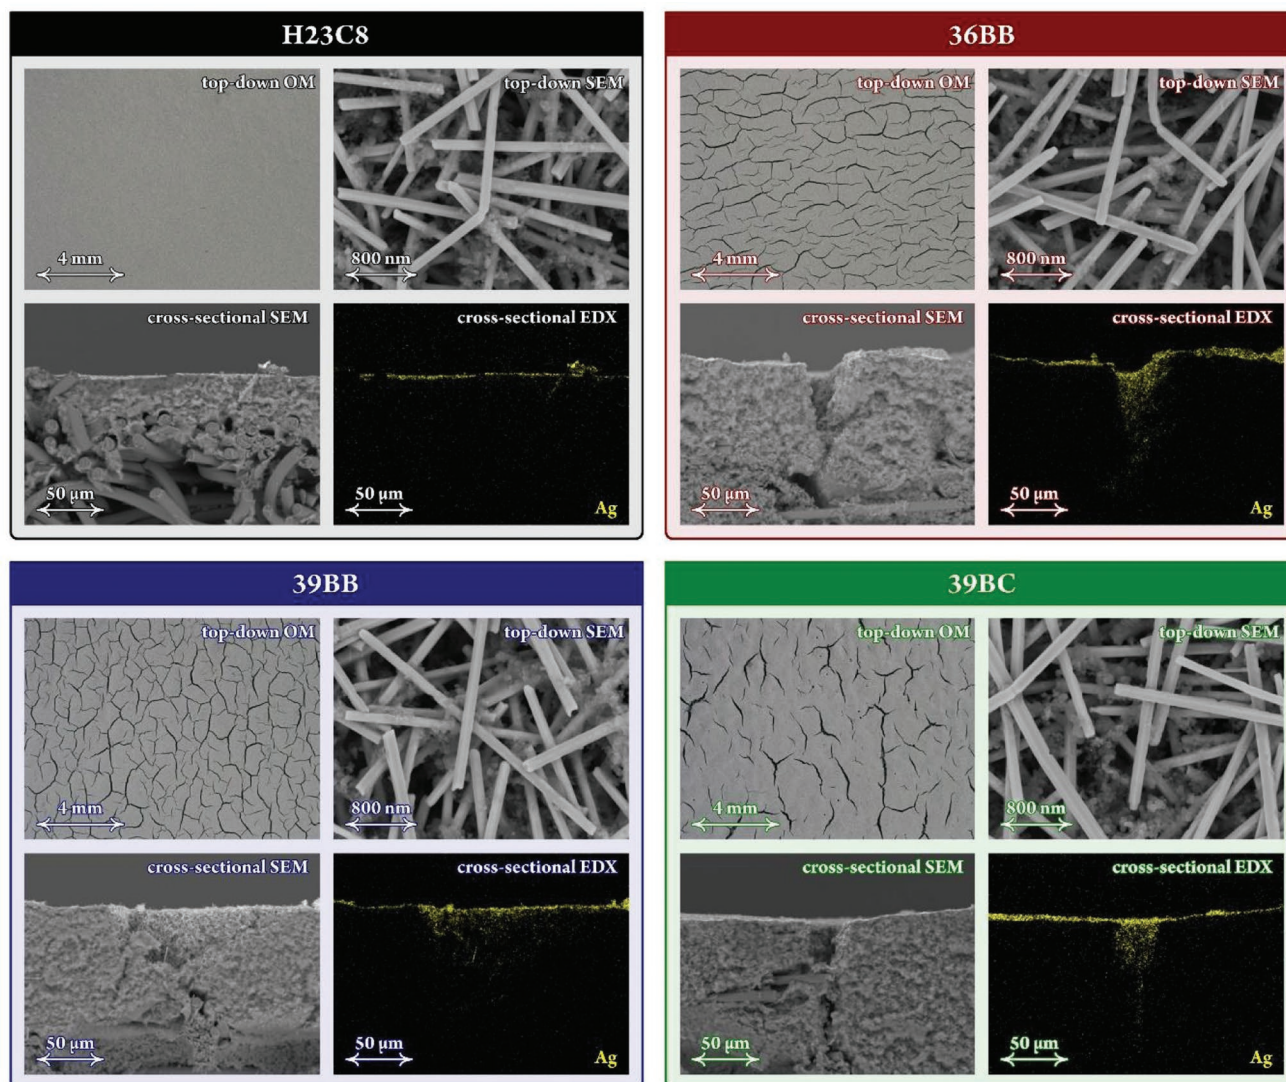 H23C8
top-down OM
4 mm
top-down SEM
800 nm
cross-sectional SEM
50 µm
cross-sectional EDX
50 µm
Ag
36BB
top-down OM
4 mm
top-down SEM
800 nm
cross-sectional SEM
50 µm
cross-sectional EDX
50 µm
Ag
39BB
top-down OM
4 mm
top-down SEM
800 nm
cross-sectional SEM
50 µm
cross-sectional EDX
50 µm
Ag
39BC
top-down OM
4 mm
top-down SEM
800 nm
cross-sectional SEM
50 µm
cross-sectional EDX
50 µm
Ag